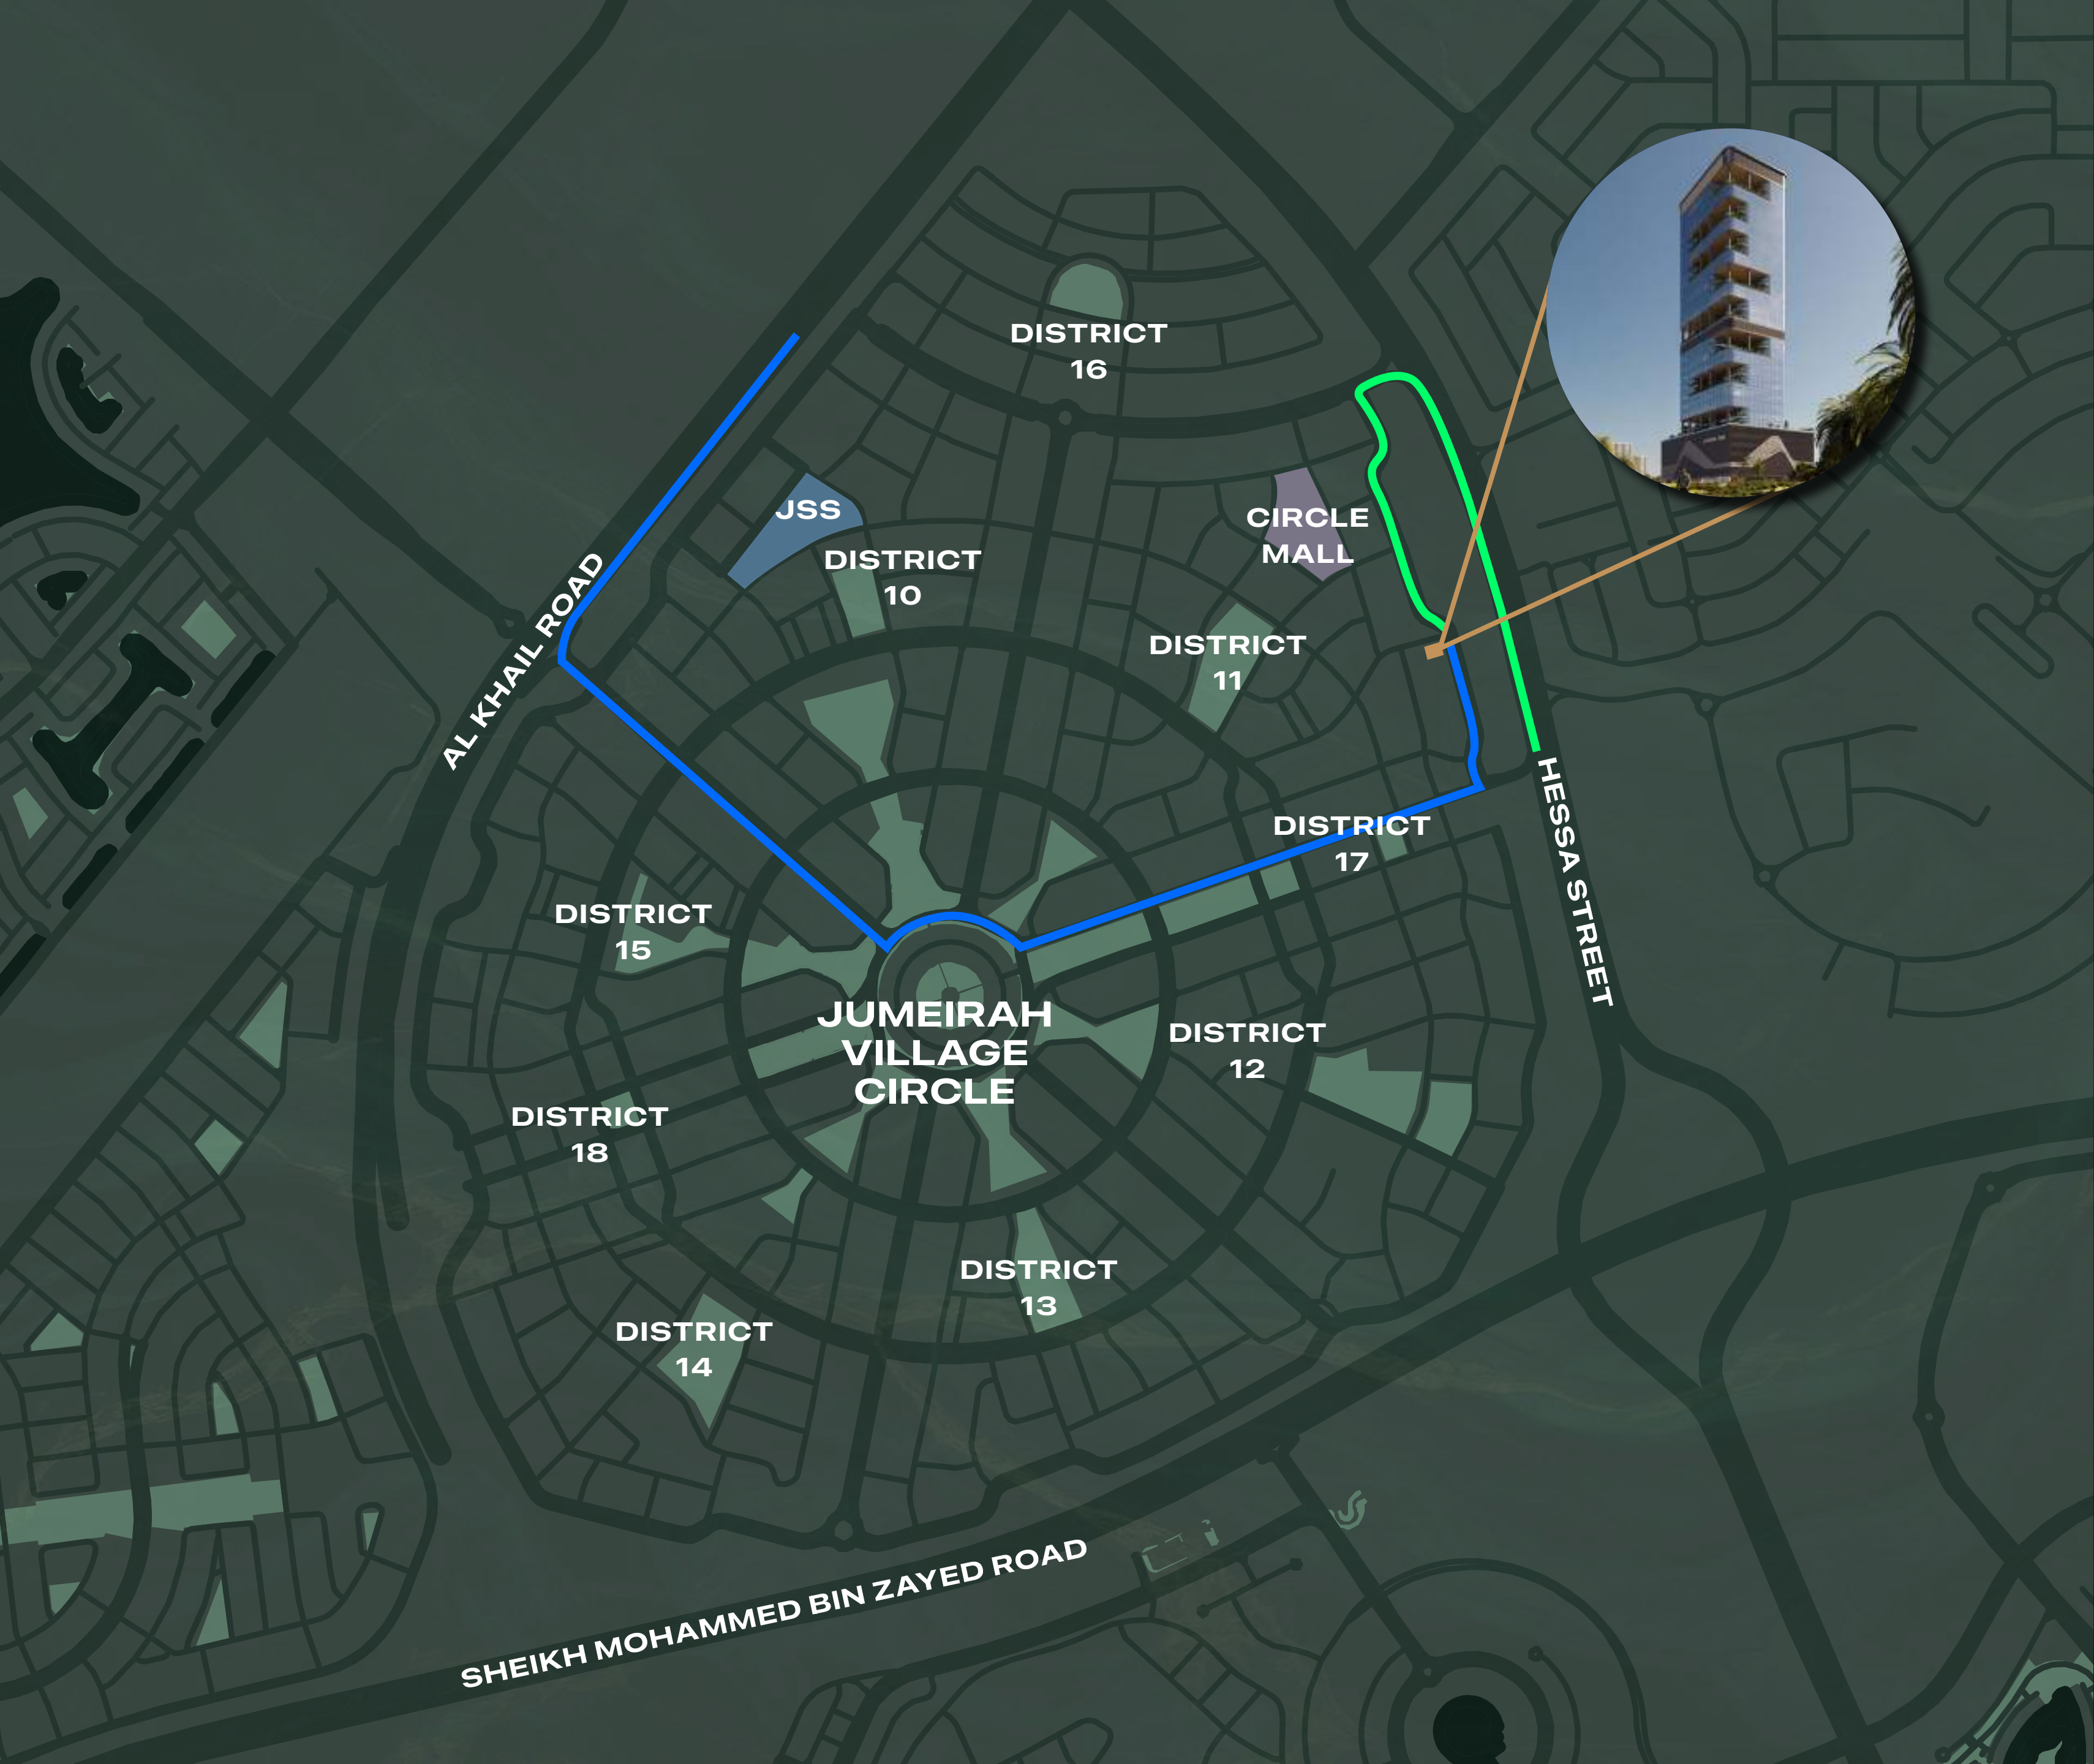 DISTRICT
16
JSS
CIRCLE
MALL
DISTRICT
10
AL KHAIL ROAD
DISTRICT
11
DISTRICT
17
HESSA STREET
DISTRICT
15
JUMEIRAH
VILLAGE
CIRCLE
DISTRICT
12
DISTRICT
18
DISTRICT
13
DISTRICT
14
SHEIKH MOHAMMED BIN ZAYED ROAD